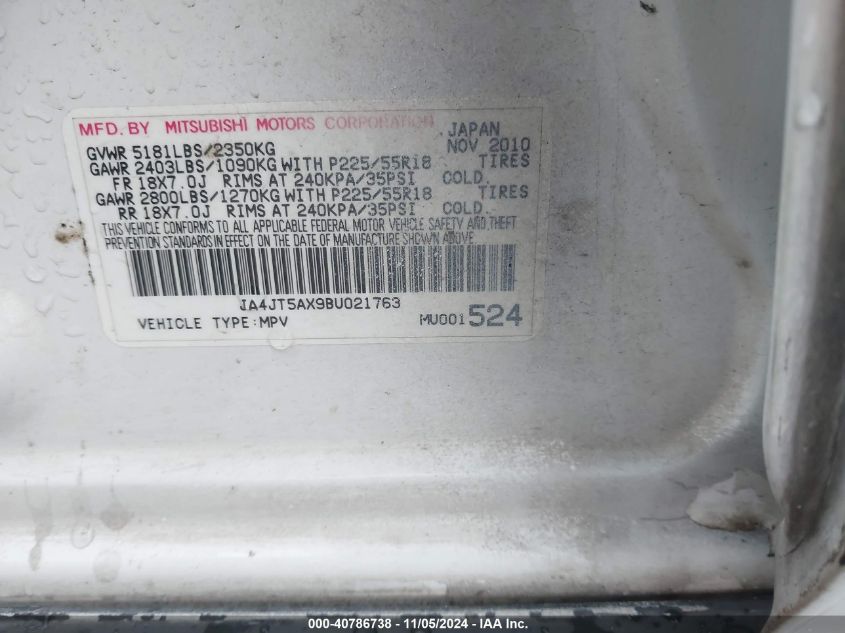 MFD. BY MITSUBISHI MOTORS CORPORATION JAPAN
GVWR 5181LBS/2350KG NOV 2010
GAWR 2403LBS/1090KG WITH P225/55R18 TIRES
FR 18X7.0J RIMS AT 240KPA/35PSI COLD.
GAWR 2800LBS/1270KG WITH P225/55R18 TIRES
RR 18X7.0J RIMS AT 240KPA/35PSI COLD.
THIS VEHICLE CONFORMS TO ALL APPLICABLE FEDERAL MOTOR VEHICLE SAFETY AND THEFT
PREVENTION STANDARDS IN EFFECT ON THE DATE OF MANUFACTURE SHOWN ABOVE
JA4JT5AX9BU021763
VEHICLE TYPE:MPV MU001524
000-40786738 - 11/05/2024 - IAA Inc.